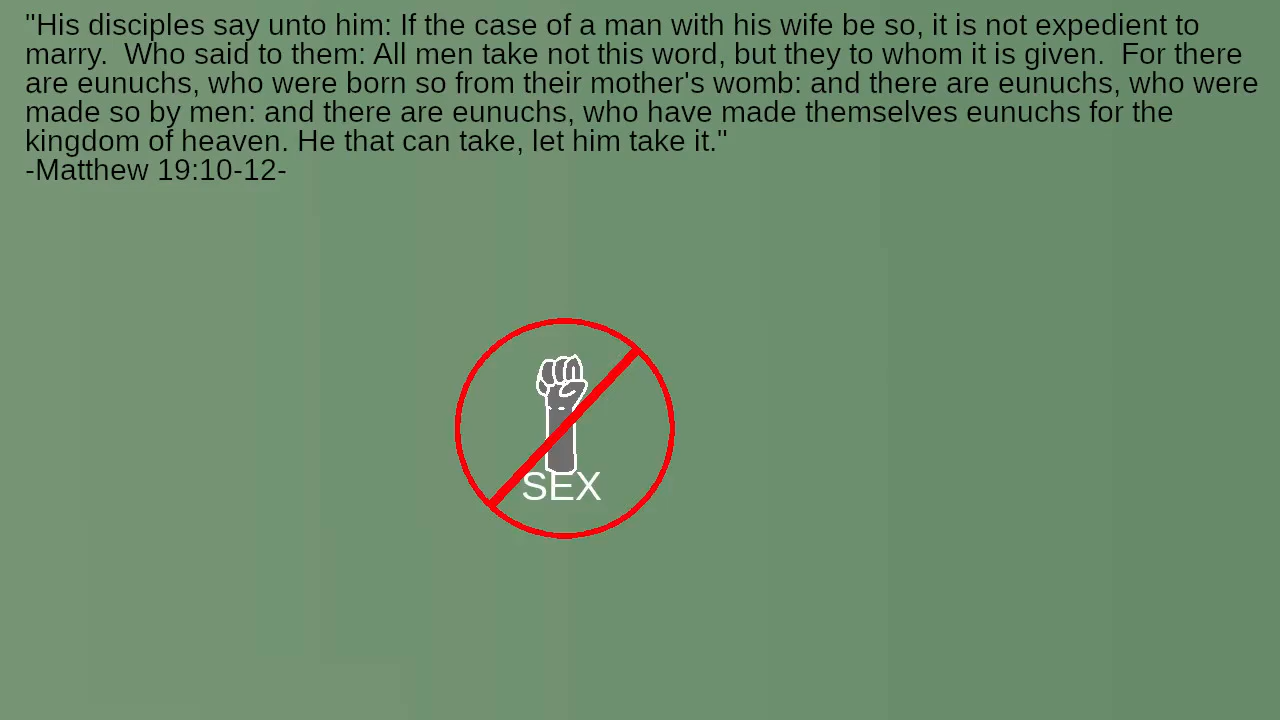 "His disciples say unto him: If the case of a man with his wife be so, it is not expedient to
marry.  Who said to them: All men take not this word, but they to whom it is given.  For there
are eunuchs, who were born so from their mother's womb: and there are eunuchs, who were
made so by men: and there are eunuchs, who have made themselves eunuchs for the
kingdom of heaven. He that can take, let him take it."
-Matthew 19:10-12-
SEX